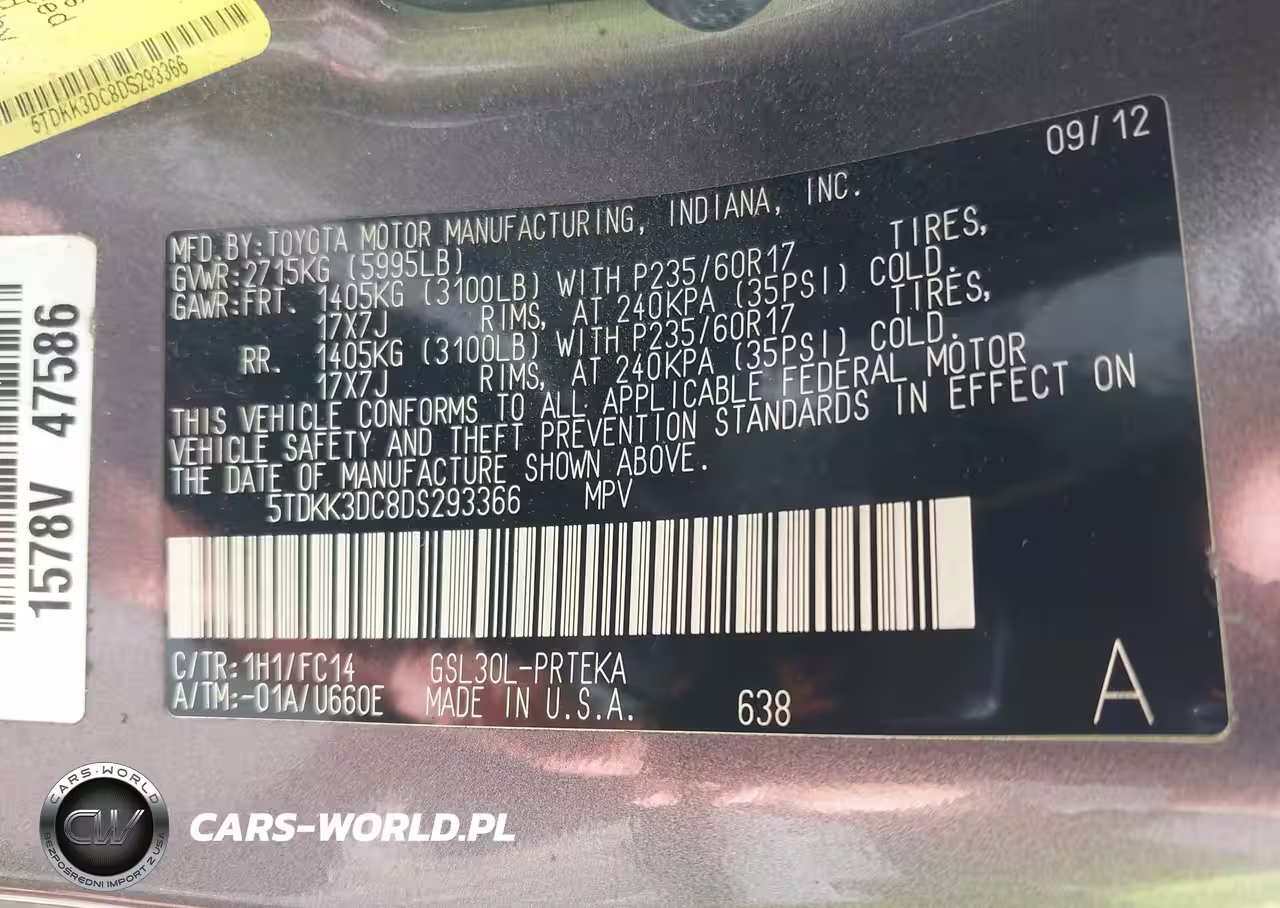 5TDKK3DC8DS293366
1578V 47586
09/12
MFD.BY:TOYOTA MOTOR MANUFACTURING, INDIANA, INC.
GVWR:2715KG (5995LB)
GAWR:FRT. 1405KG (3100LB) WITH P235/60R17 TIRES,
17X7J RIMS, AT 240KPA (35PSI) COLD.
RR. 1405KG (3100LB) WITH P235/60R17 TIRES,
17X7J RIMS, AT 240KPA (35PSI) COLD.
THIS VEHICLE CONFORMS TO ALL APPLICABLE FEDERAL MOTOR
VEHICLE SAFETY AND THEFT PREVENTION STANDARDS IN EFFECT ON
THE DATE OF MANUFACTURE SHOWN ABOVE.
5TDKK3DC8DS293366 MPV
C/TR:1H1/FC14 GSL30L-PRTEKA
A/TM:-01A/U660E MADE IN U.S.A. 638 A
CARS-WORLD
CW
BEZPOŚREDNI IMPORT Z USA
CARS-WORLD.PL